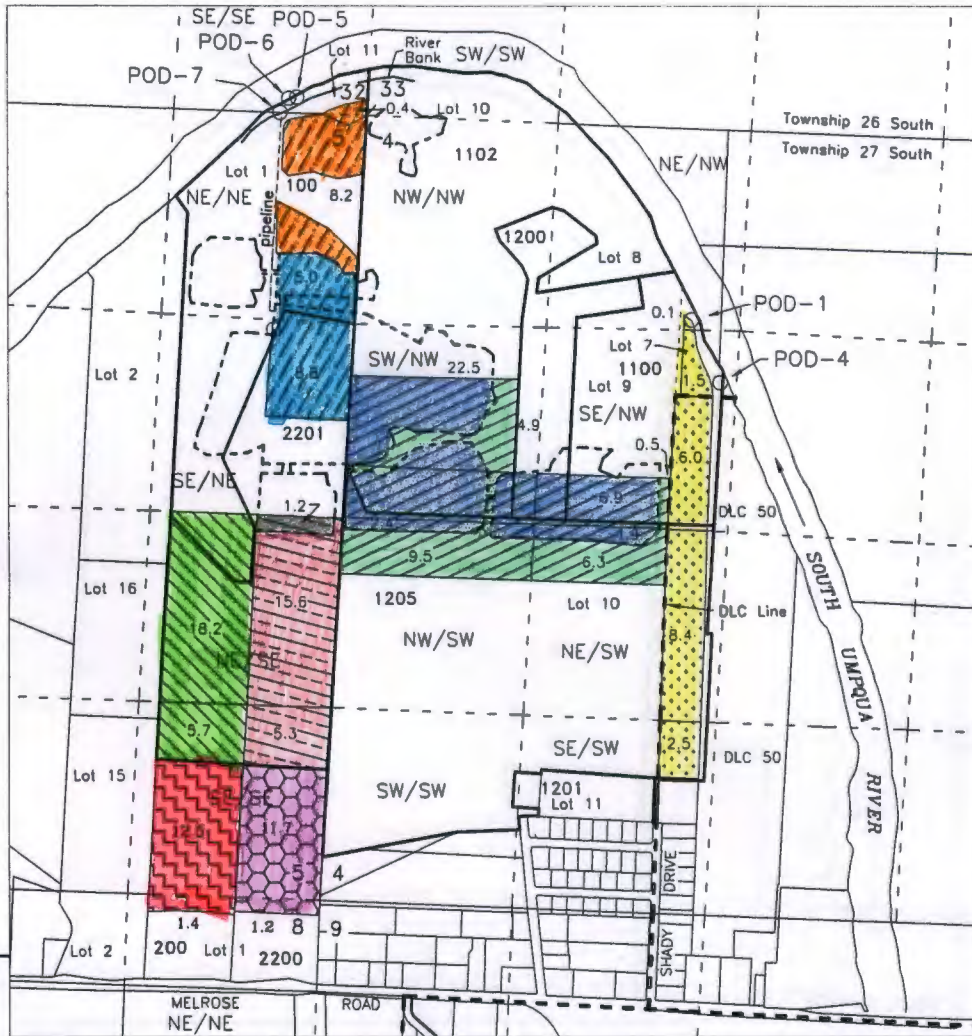 SE/SE POD-5
POD-6
POD-7
Lot 11
River
Bank
SW/SW
32 33
0.4 Lot 10
5 4
1102
Township 26 South
Township 27 South
NE/NW
Lot 1
NE/NE
100
8.2
NW/NW
pipeline
1200
Lot 8
5.0
0.1
POD-1
Lot 7
1100
POD-4
Lot 2
SW/NW
22.5
Lot 9
1.5
8.8
SE/NW
2201
4.9
0.5
6.0
SE/NE
6.9
1.2
DLC 50
9.5
6.3
Lot 16
15.6
1205
Lot 10
DLC Line
18.2
NE/SE
NW/SW
NE/SW
8.4
SOUTH UMPQUA RIVER
5.7
5.3
SE/SW
2.5
DLC 50
Lot 15
SW/SW
1201
Lot 11
12.6
11.7
5 4
SHADY DRIVE
1.4
1.2
8 9
Lot 2
200
Lot 1
2200
MELROSE ROAD
NE/NE